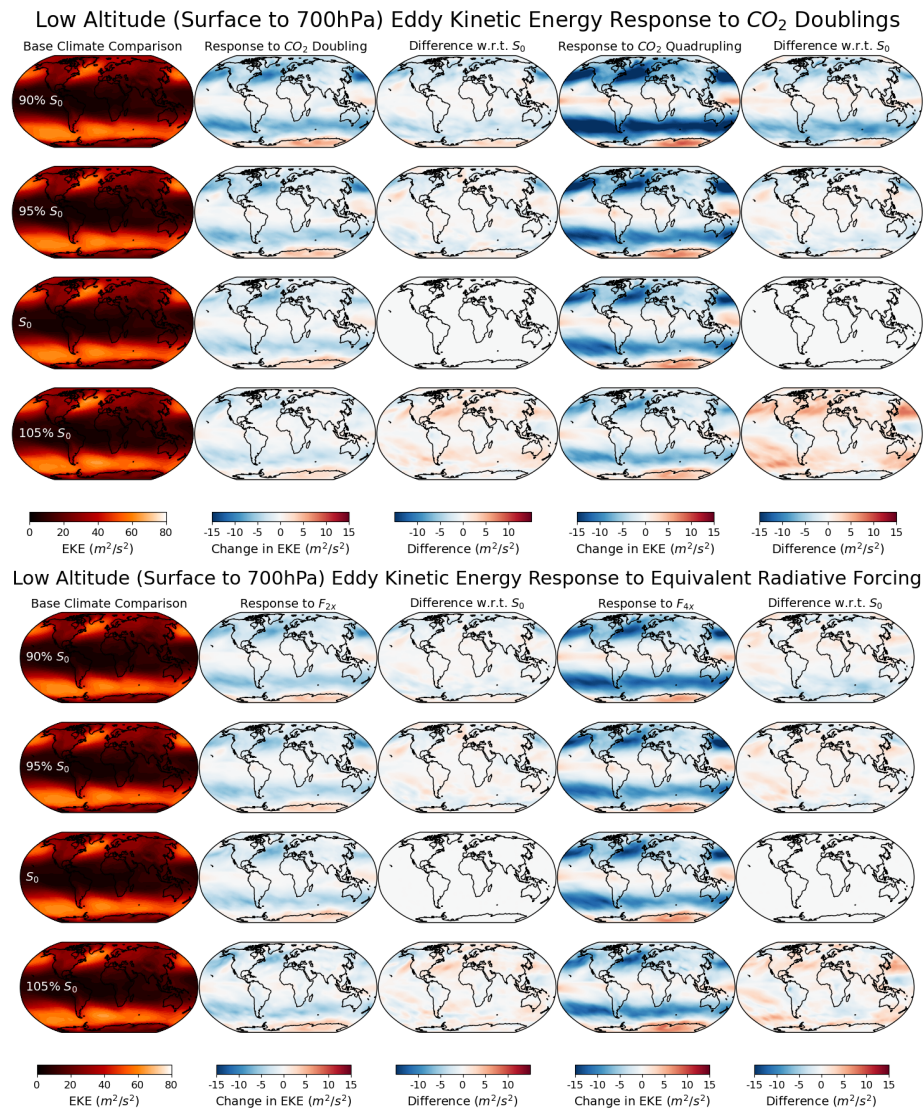 Low Altitude (Surface to 700hPa) Eddy Kinetic Energy Response to CO₂ Doublings
Base Climate Comparison Response to CO₂ Doubling Difference w.r.t. S₀ Response to CO₂ Quadrupling Difference w.r.t. S₀
90% S₀
95% S₀
S₀
105% S₀
0 20 40 60 80 -15 -10 -5 0 5 10 15 -10 -5 0 5 10 15 -15 -10 -5 0 5 10 15 -15 -10 -5 0 5 10 15
EKE (m²/s²) Change in EKE (m²/s²) Difference (m²/s²) Change in EKE (m²/s²) Difference (m²/s²)
Low Altitude (Surface to 700hPa) Eddy Kinetic Energy Response to Equivalent Radiative Forcing
Base Climate Comparison Response to F₂ₓ Difference w.r.t. S₀ Response to F₄ₓ Difference w.r.t. S₀
90% S₀
95% S₀
S₀
105% S₀
0 20 40 60 80 -15 -10 -5 0 5 10 15 -10 -5 0 5 10 15 -15 -10 -5 0 5 10 15 -15 -10 -5 0 5 10 15
EKE (m²/s²) Change in EKE (m²/s²) Difference (m²/s²) Change in EKE (m²/s²) Difference (m²/s²)